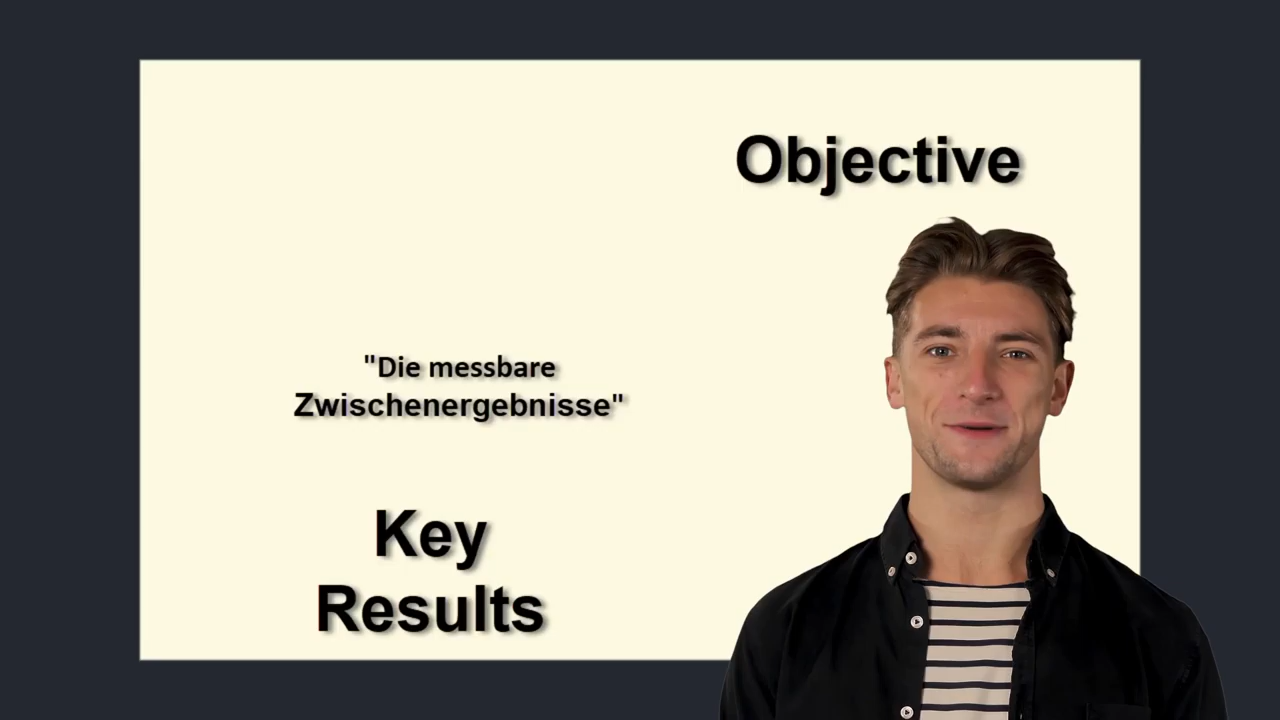 Objective
"Die messbare
Zwischenergebnisse"
Key
Results